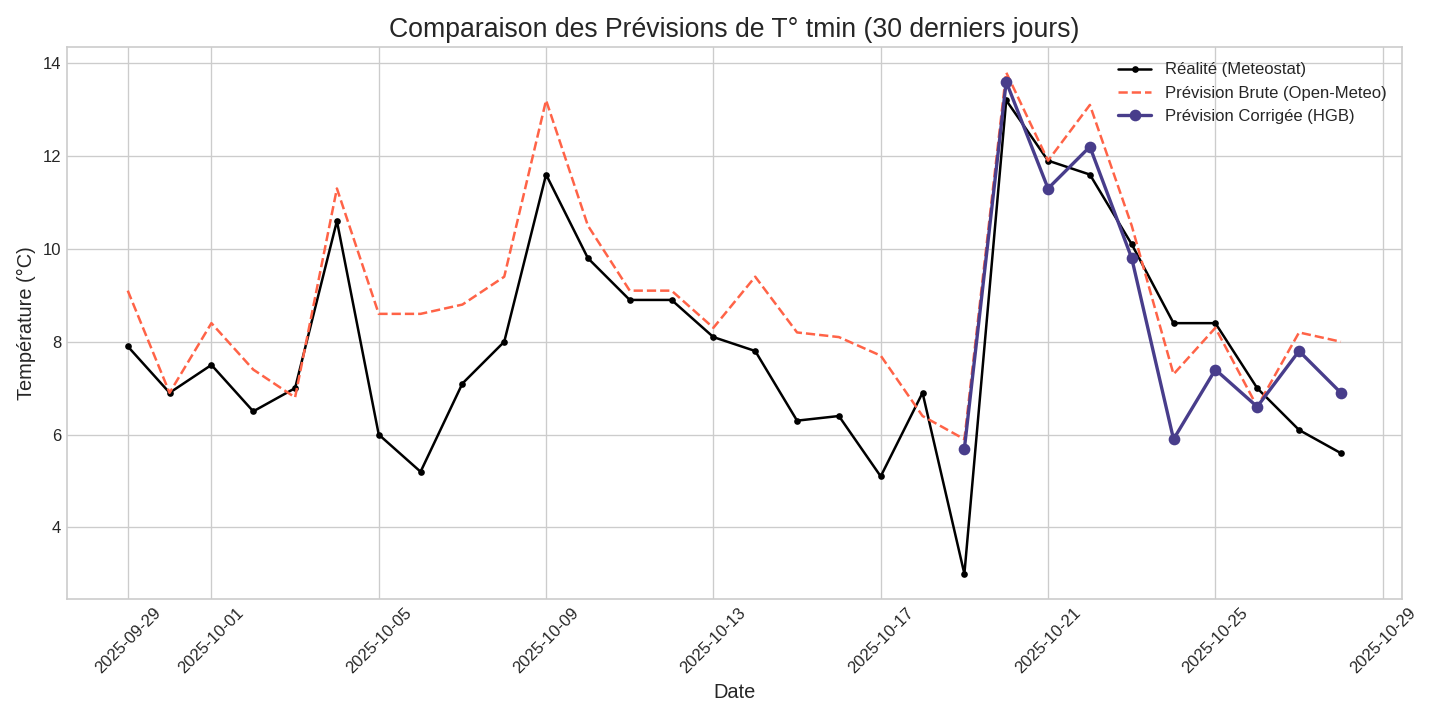 Comparaison des Prévisions de T° tmin (30 derniers jours)
Réalité (Meteostat)
Prévision Brute (Open-Meteo)
Prévision Corrigée (HGB)
Température (°C)
14
12
10
8
6
4
2025-09-29
2025-10-01
2025-10-05
2025-10-09
2025-10-13
2025-10-17
2025-10-21
2025-10-25
2025-10-29
Date